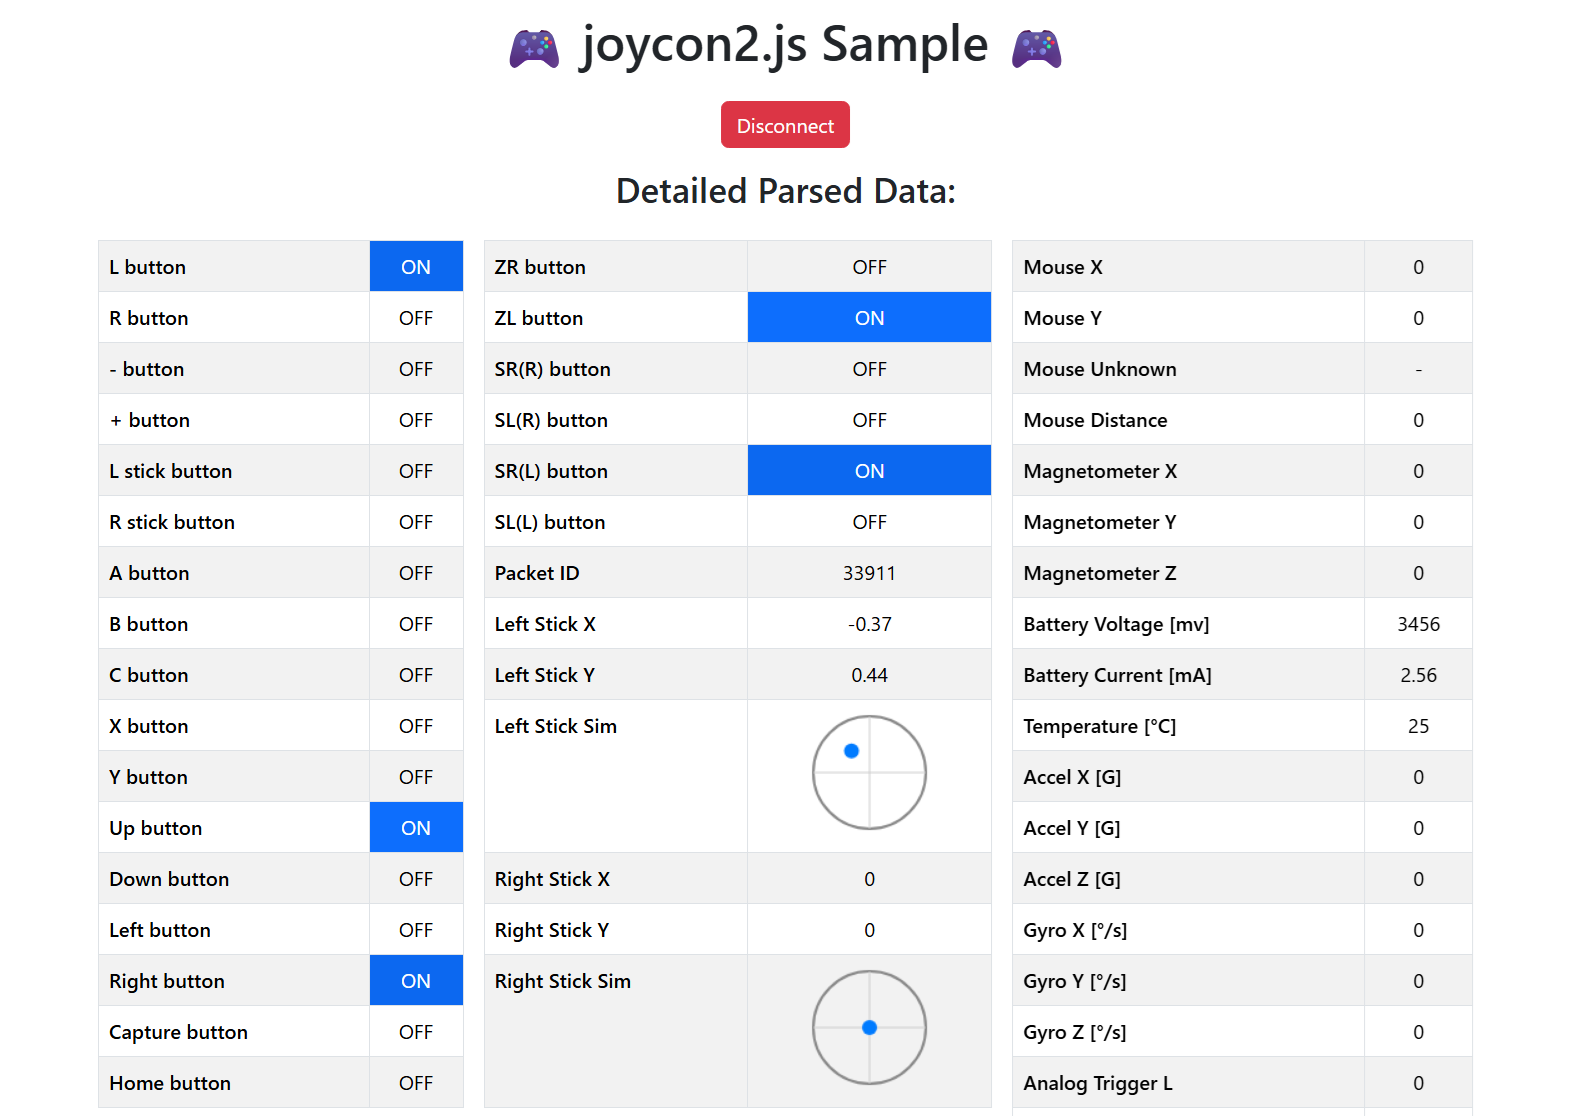 joycon2.js Sample
Disconnect
Detailed Parsed Data:
L button ON
R button OFF
- button OFF
+ button OFF
L stick button OFF
R stick button OFF
A button OFF
B button OFF
C button OFF
X button OFF
Y button OFF
Up button ON
Down button OFF
Left button OFF
Right button ON
Capture button OFF
Home button OFF
ZR button OFF
ZL button ON
SR(R) button OFF
SL(R) button OFF
SR(L) button ON
SL(L) button OFF
Packet ID 33911
Left Stick X -0.37
Left Stick Y 0.44
Left Stick Sim
Right Stick X 0
Right Stick Y 0
Right Stick Sim
Mouse X 0
Mouse Y 0
Mouse Unknown -
Mouse Distance 0
Magnetometer X 0
Magnetometer Y 0
Magnetometer Z 0
Battery Voltage [mv] 3456
Battery Current [mA] 2.56
Temperature [°C] 25
Accel X [G] 0
Accel Y [G] 0
Accel Z [G] 0
Gyro X [°/s] 0
Gyro Y [°/s] 0
Gyro Z [°/s] 0
Analog Trigger L 0